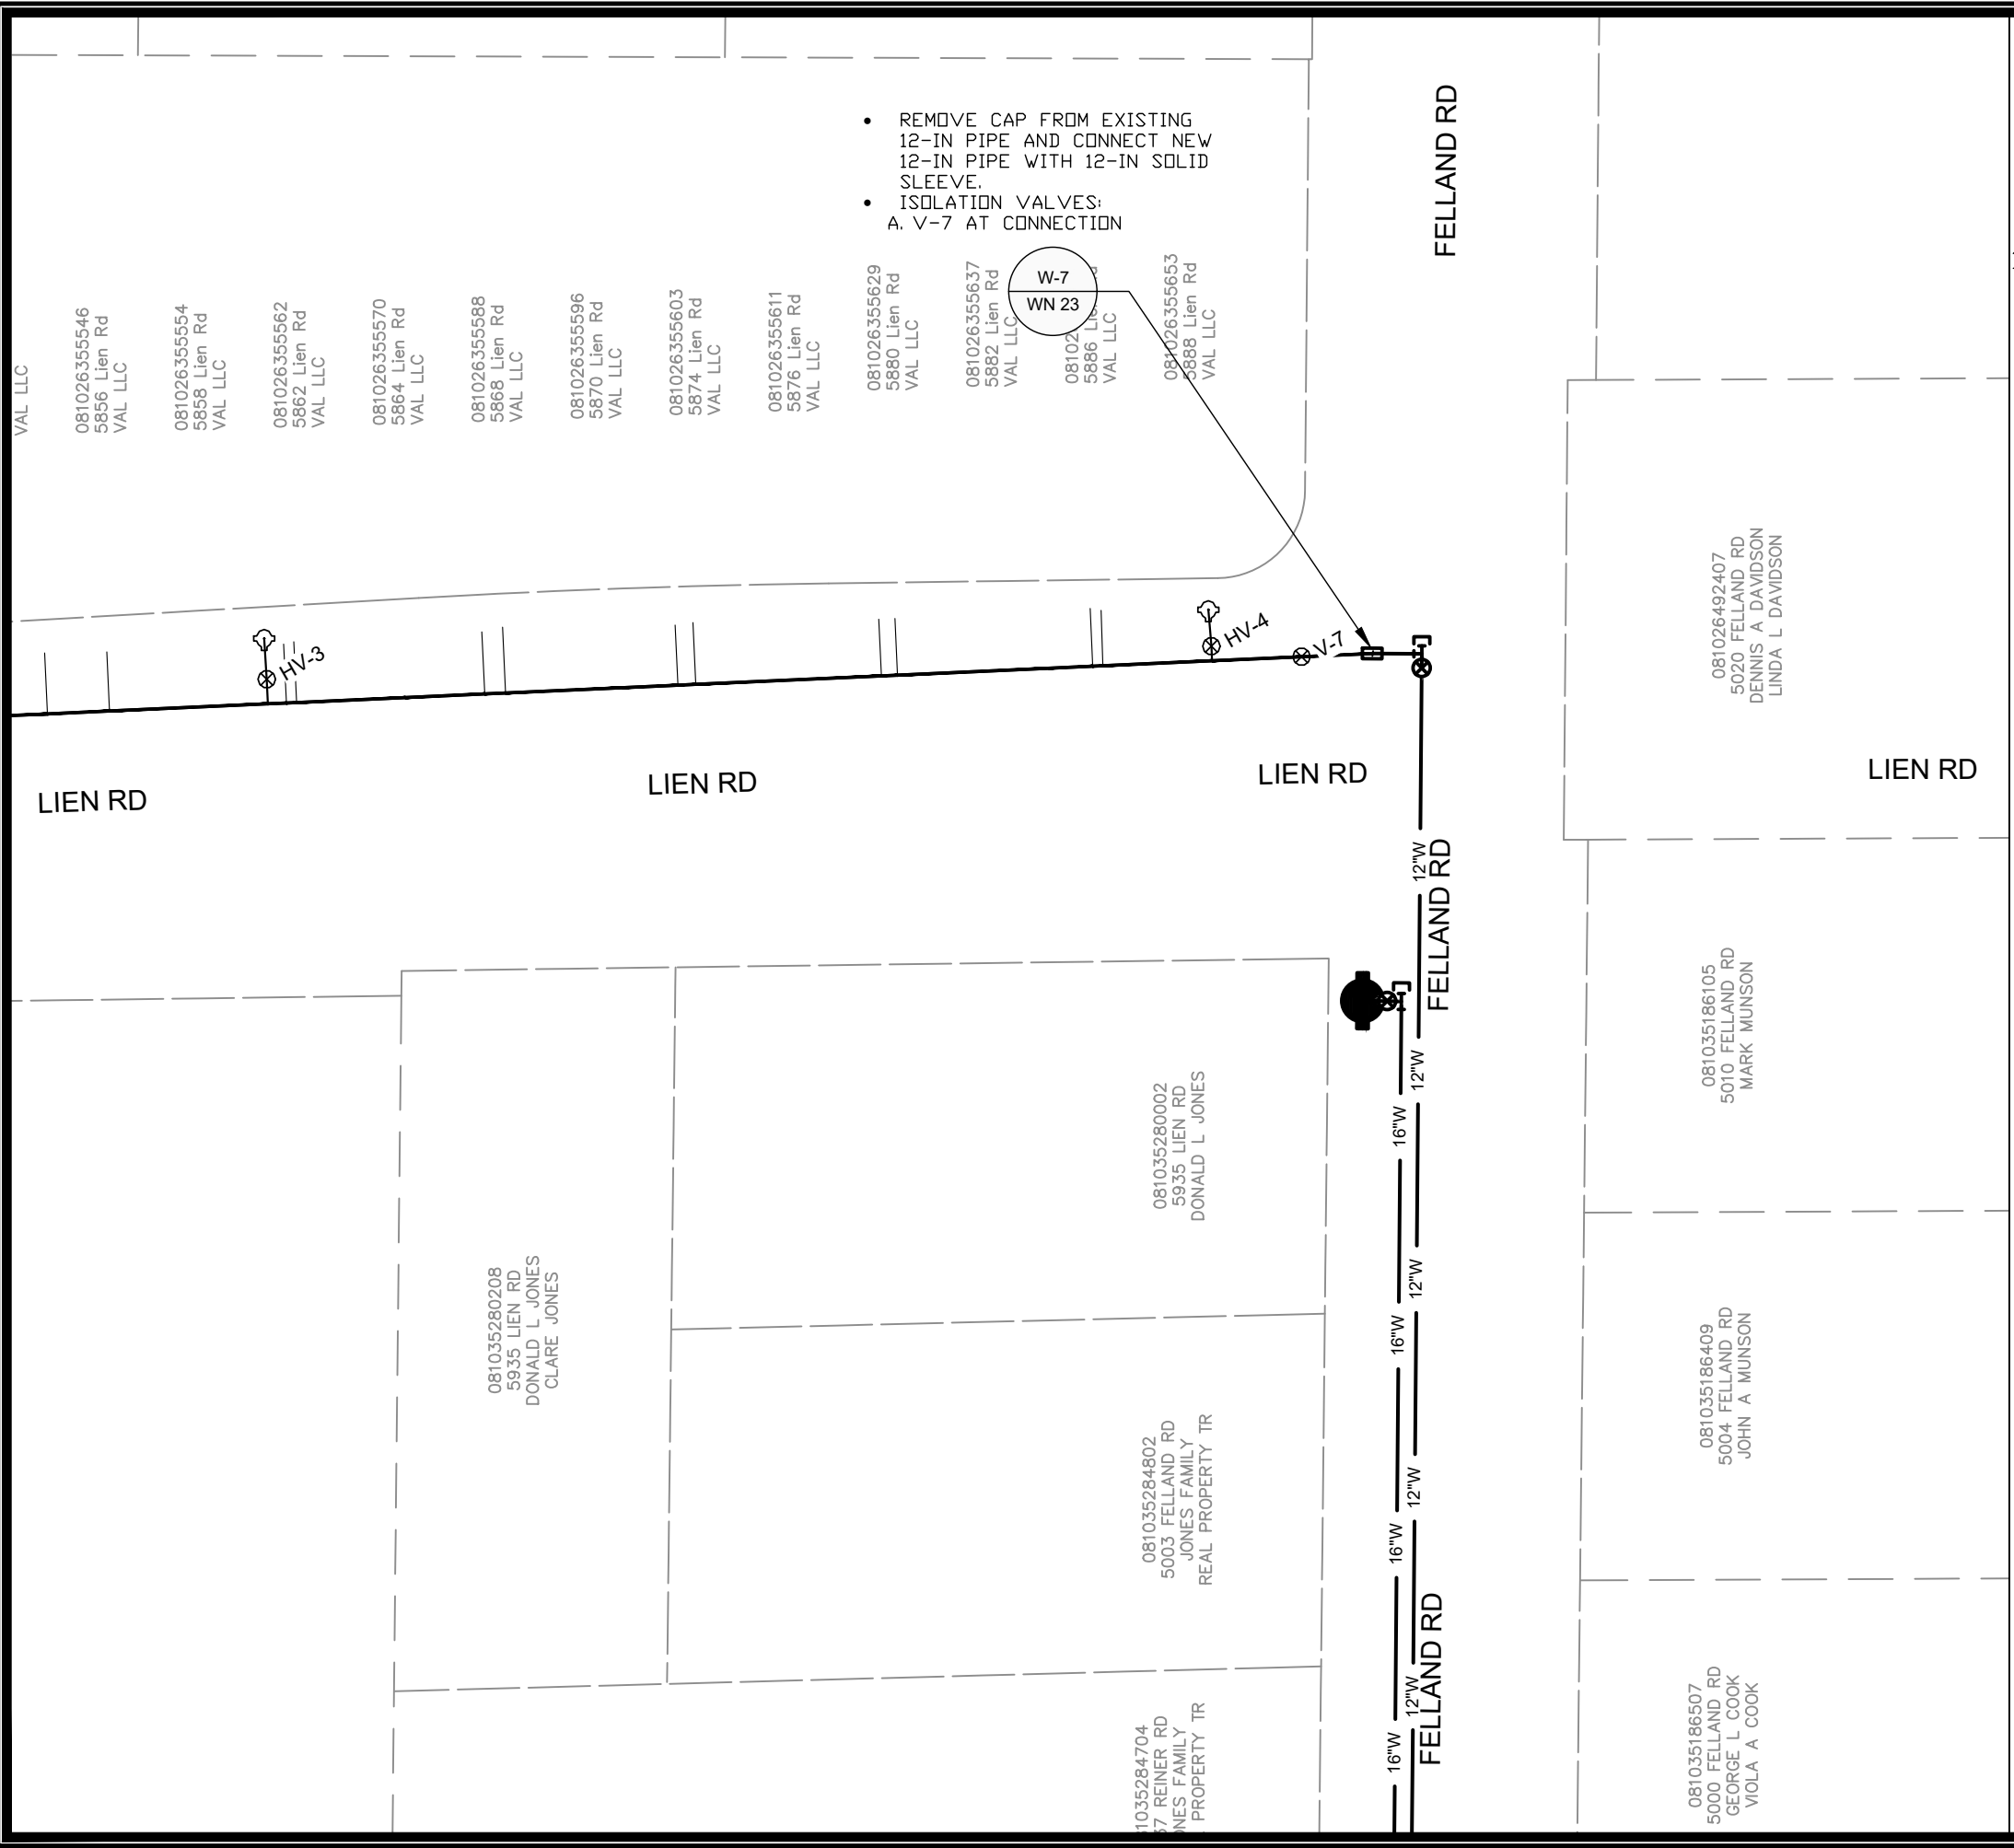 • REMOVE CAP FROM EXISTING
12-IN PIPE AND CONNECT NEW
12-IN PIPE WITH 12-IN SOLID
SLEEVE.
• ISOLATION VALVES:
A. V-7 AT CONNECTION
W-7
WN 23
FELLAND RD
VAL LLC
081026355546
5856 Lien Rd
VAL LLC
081026355554
5858 Lien Rd
VAL LLC
081026355562
5862 Lien Rd
VAL LLC
081026355570
5864 Lien Rd
VAL LLC
081026355588
5868 Lien Rd
VAL LLC
081026355596
5870 Lien Rd
VAL LLC
081026355603
5874 Lien Rd
VAL LLC
081026355611
5876 Lien Rd
VAL LLC
081026355629
5880 Lien Rd
VAL LLC
081026355637
5882 Lien Rd
VAL LLC
5886
VAL LLC
081026355653
5888 Lien Rd
VAL LLC
HV-3
HV-4
V-7
081026492407
5020 FELLAND RD
DENNIS A DAVIDSON
LINDA L DAVIDSON
LIEN RD
LIEN RD
LIEN RD
LIEN RD
12"W
FELLAND RD
12"W
16"W
12"W
16"W
12"W
16"W
12"W
16"W
FELLAND RD
081035186105
5010 FELLAND RD
MARK MUNSON
081035280002
5935 LIEN RD
DONALD L JONES
081035280208
5935 LIEN RD
DONALD L JONES
CLARE JONES
081035186409
5004 FELLAND RD
JOHN A MUNSON
081035284802
5003 FELLAND RD
JONES FAMILY
REAL PROPERTY TR
081035186507
5000 FELLAND RD
GEORGE L COOK
VIOLA A COOK
REINER RD
FAMILY
PROPERTY TR